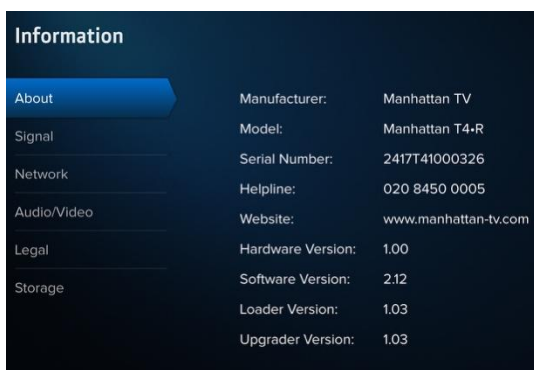 Information
About
Signal
Network
Audio/Video
Legal
Storage
Manufacturer: Manhattan TV
Model: Manhattan T4•R
Serial Number: 2417T41000326
Helpline: 020 8450 0005
Website: www.manhattan-tv.com
Hardware Version: 1.00
Software Version: 2.12
Loader Version: 1.03
Upgrader Version: 1.03